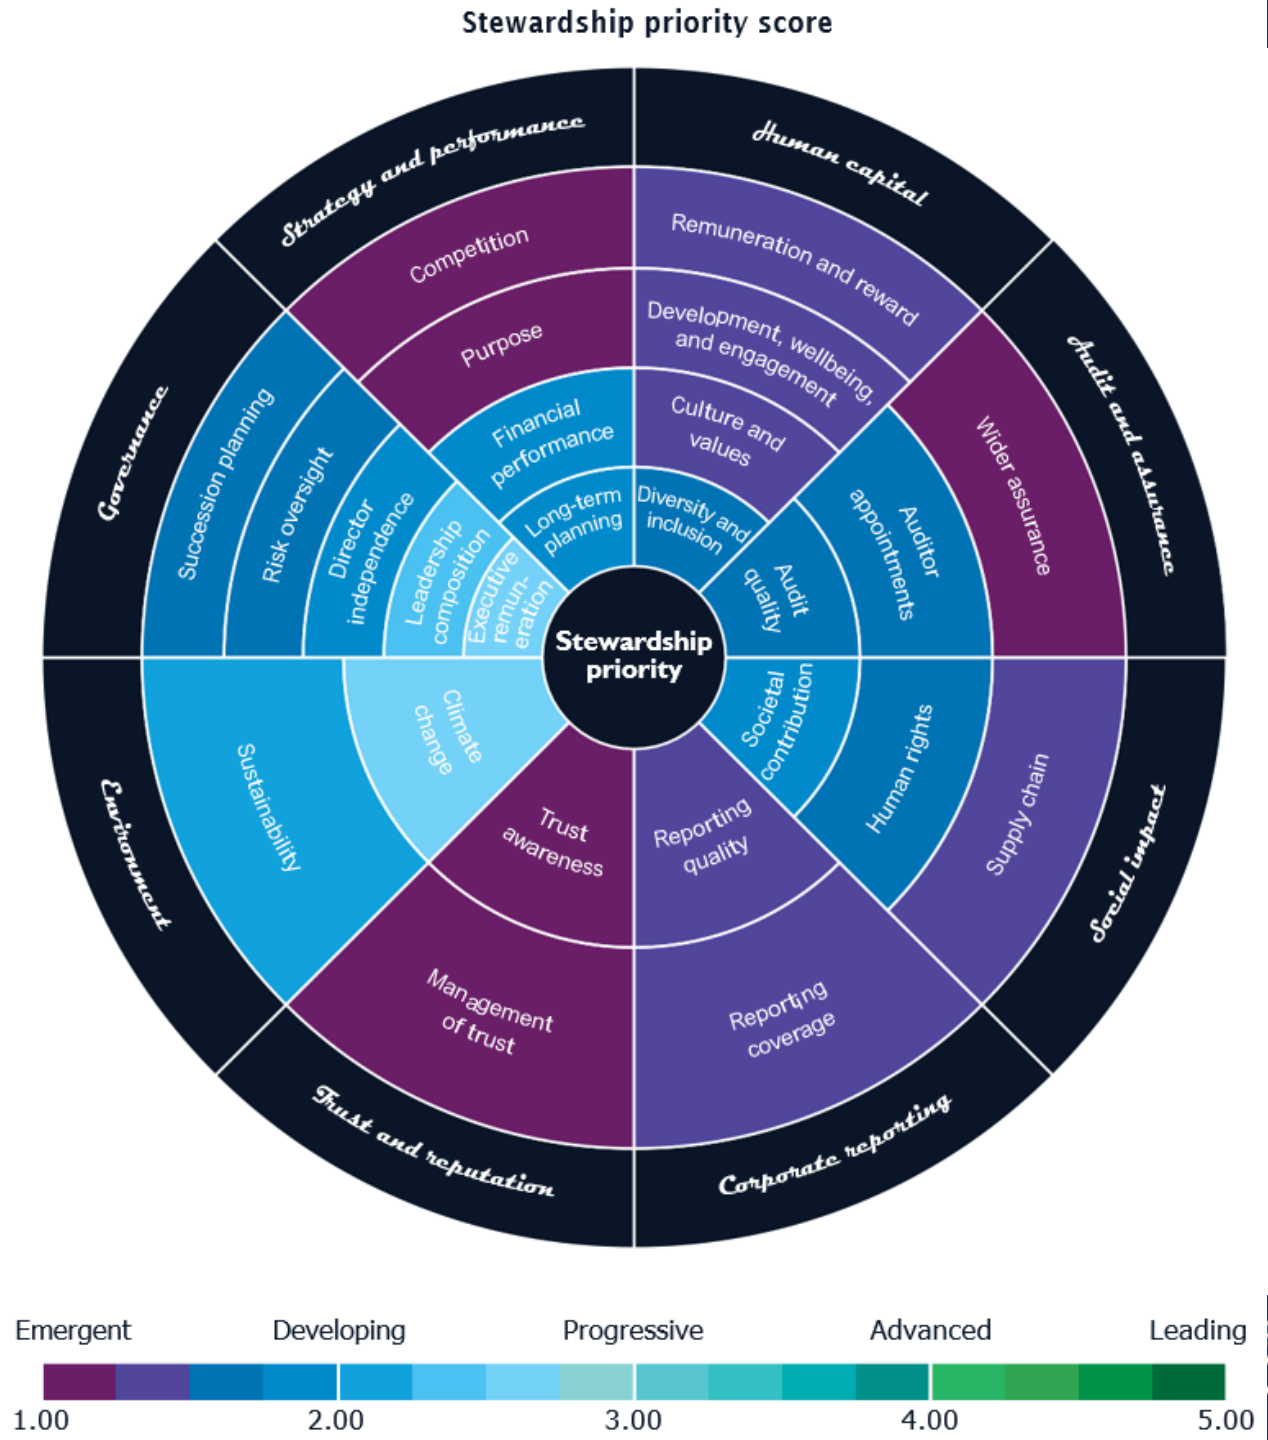 Stewardship priority score
Strategy and performance
Competition
Purpose
Financial
performance
Long-term
planning
Human capital
Remuneration and reward
Development, wellbeing,
and engagement
Culture and
values
Diversity and
inclusion
Audit and assurance
Wider assurance
Auditor
appointments
Audit
quality
Social impact
Supply chain
Human rights
Societal
contribution
Corporate reporting
Reporting
coverage
Reporting
quality
Trust and reputation
Management
of trust
Trust
awareness
Environment
Sustainability
Climate
change
Governance
Succession planning
Risk oversight
Director
independence
Leadership
composition
Executive
remun-
eration
Stewardship
priority
Emergent Developing Progressive Advanced Leading
1.00 2.00 3.00 4.00 5.00